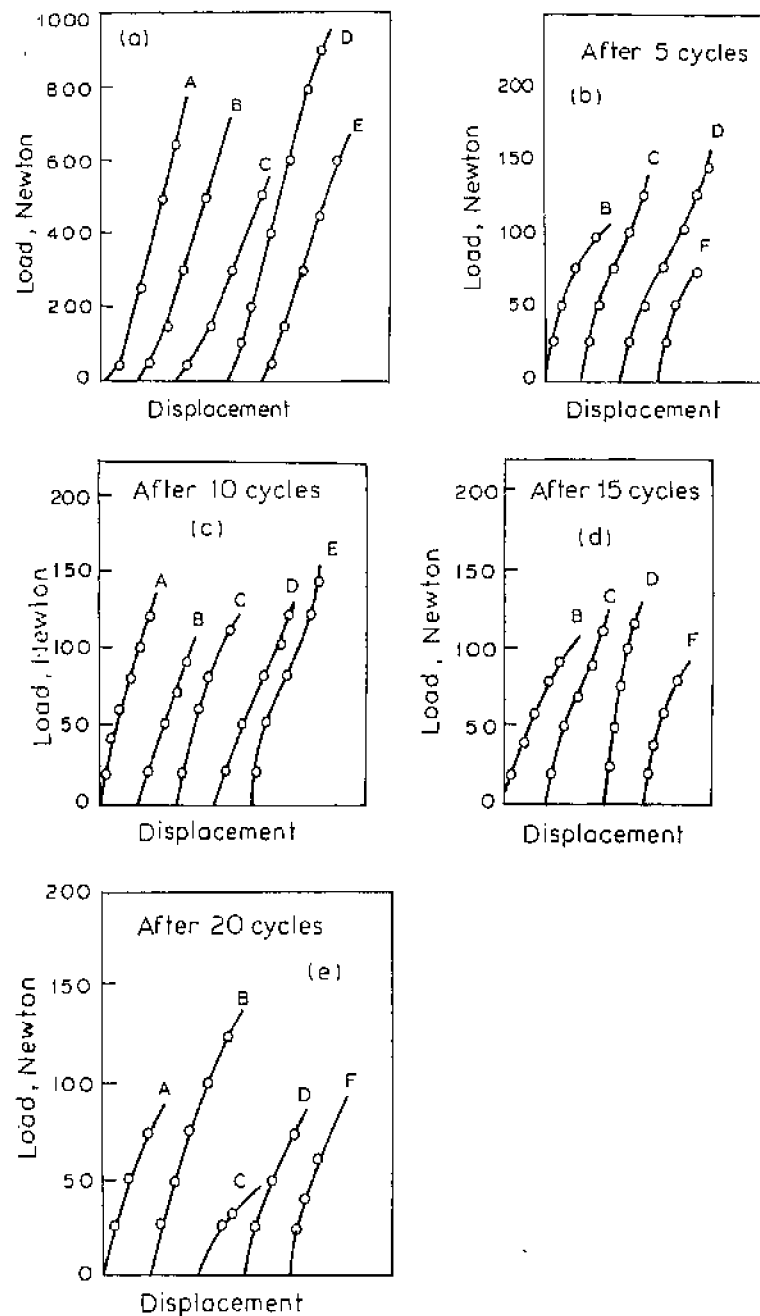 (a)
1000
800
600
400
200
0
Load, Newton
A
B
C
D
E
Displacement
After 5 cycles
(b)
200
150
100
50
0
Load, Newton
B
C
D
F
Displacement
After 10 cycles
(c)
200
150
100
50
0
Load, Newton
A
B
C
D
E
Displacement
After 15 cycles
(d)
200
150
100
50
0
Load, Newton
B
C
D
F
Displacement
After 20 cycles
(e)
200
150
100
50
0
Load, Newton
A
B
C
D
F
Displacement